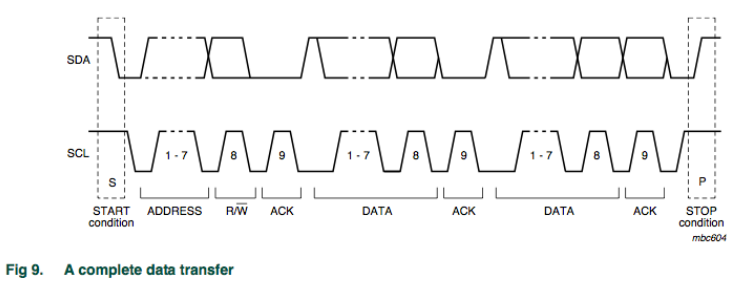 SDA
SCL
1 - 7
8
9
1 - 7
8
9
1 - 7
8
9
S
P
START
condition
ADDRESS
R/W̅
ACK
DATA
ACK
DATA
ACK
STOP
condition
mbc604
Fig 9. A complete data transfer